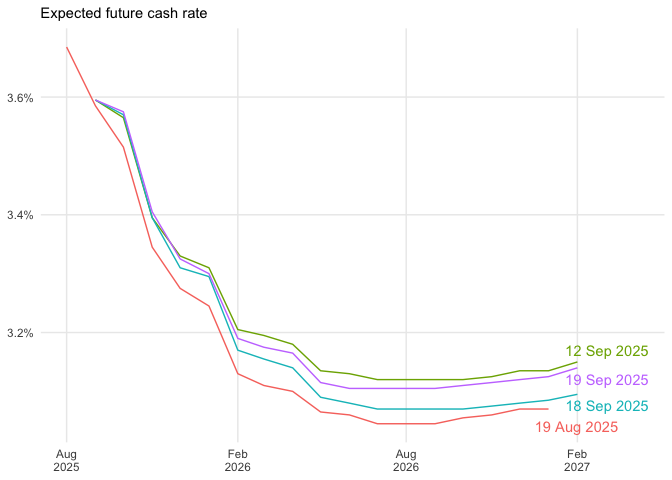 Expected future cash rate
3.6%
3.4%
3.2%
12 Sep 2025
19 Sep 2025
18 Sep 2025
19 Aug 2025
Aug
2025
Feb
2026
Aug
2026
Feb
2027